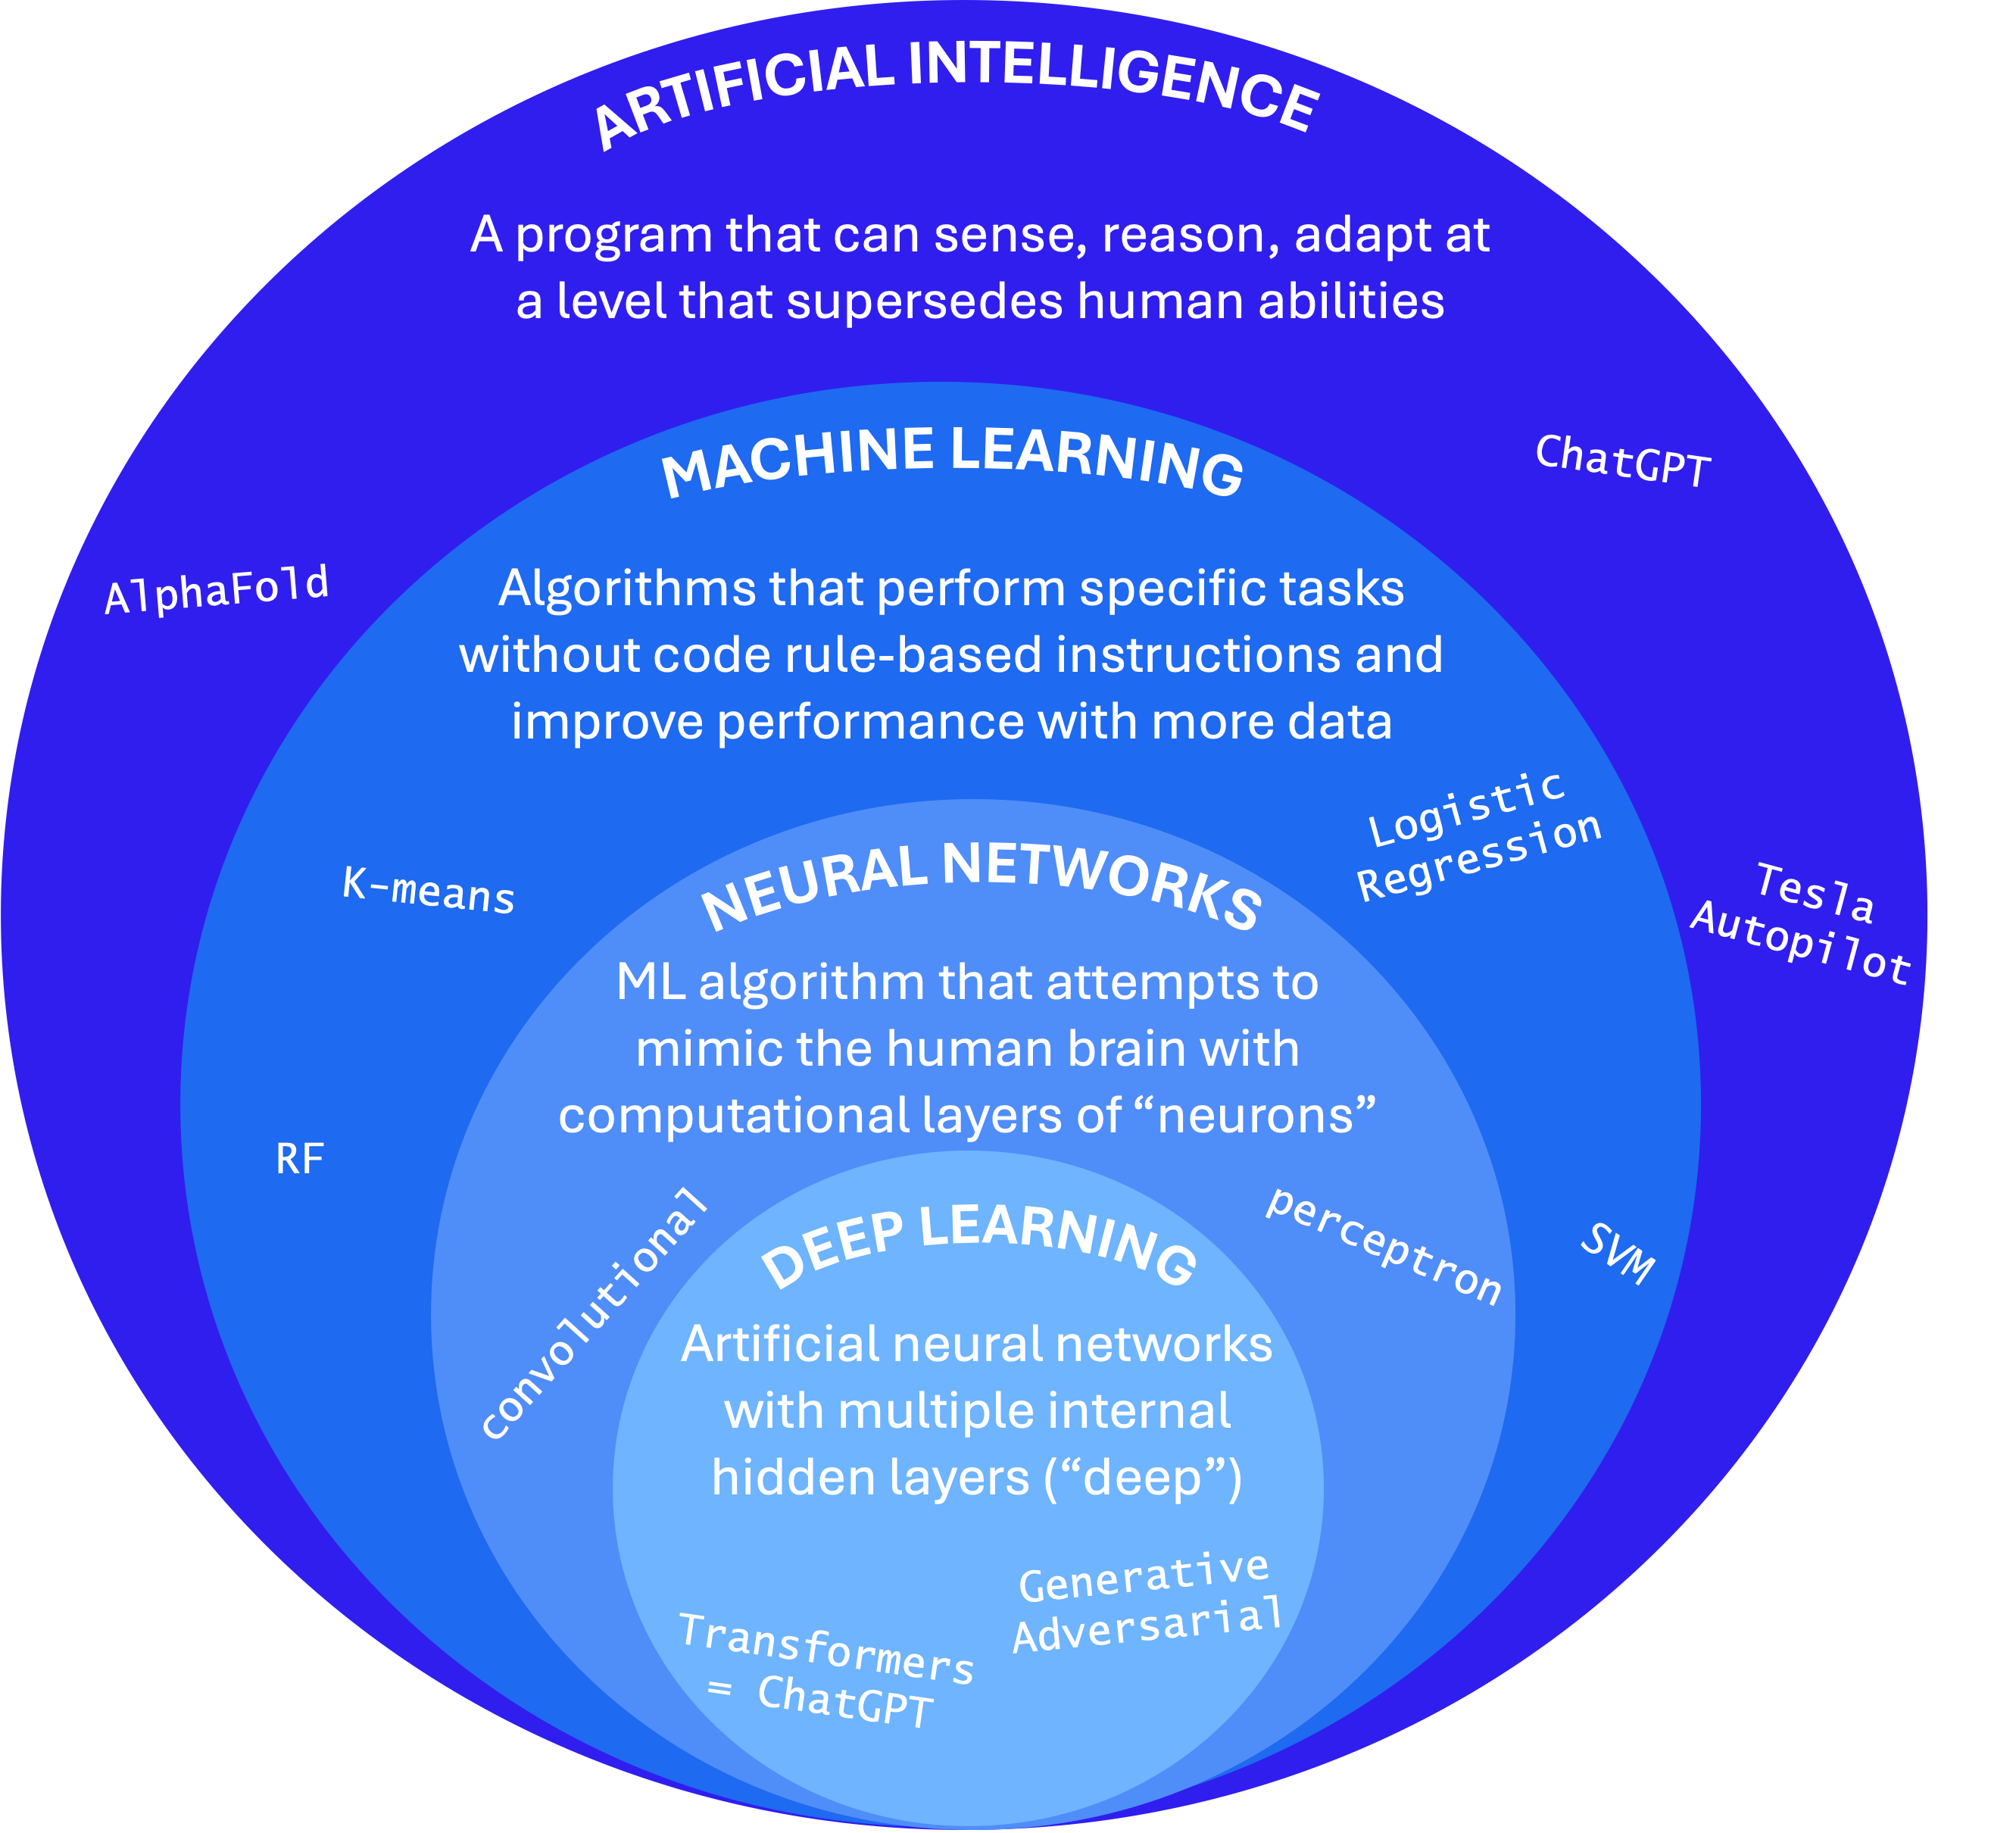 ARTIFICIAL INTELLIGENCE
A program that can sense, reason, adapt at
a level that supersedes human abilities
MACHINE LEARNING
ChatGPT
AlphaFold
Algorithms that perform specific tasks
without code rule-based instructions and
improve performance with more data
Logistic
Regression
K-means
NEURAL NETWORKS
Tesla
Autopilot
ML algorithm that attempts to
mimic the human brain with
computational layers of “neurons”
RF
convolutional
perceptron
SVM
DEEP LEARNING
Artificial neural networks
with multiple internal
hidden layers (“deep”)
Generative
Adversarial
Transformers
= ChatGPT